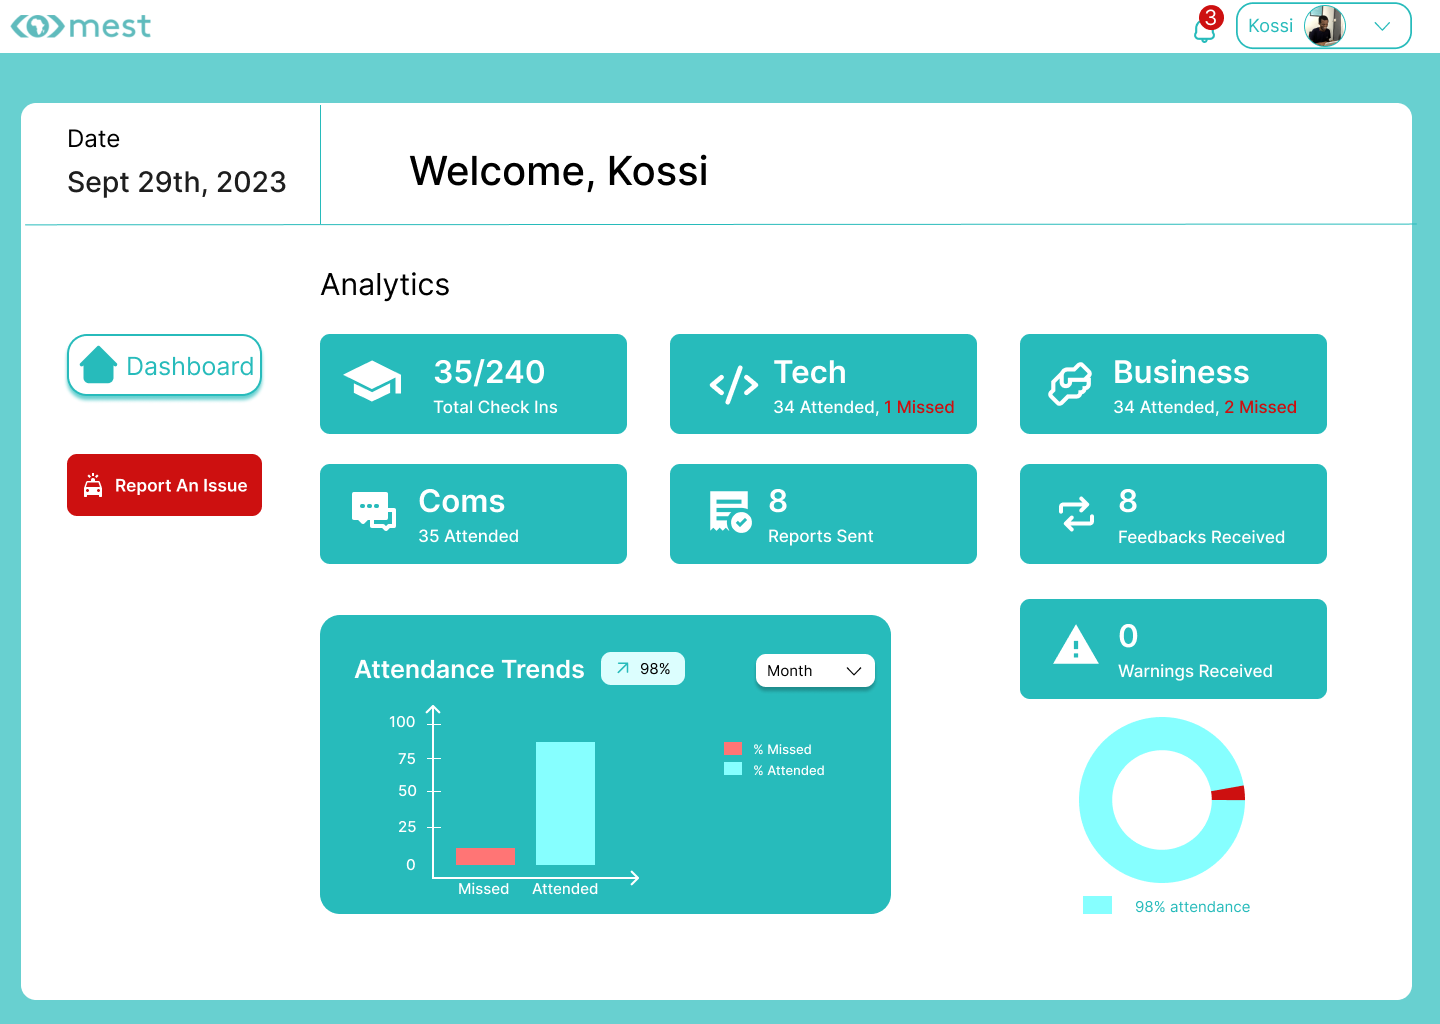 mest
3
Kossi
Date
Sept 29th, 2023
Welcome, Kossi
Analytics
Dashboard
Report An Issue
35/240
Total Check Ins
Tech
34 Attended, 1 Missed
Business
34 Attended, 2 Missed
Coms
35 Attended
8
Reports Sent
8
Feedbacks Received
0
Warnings Received
Attendance Trends
98%
Month
100
75
50
25
0
Missed
Attended
% Missed
% Attended
98% attendance